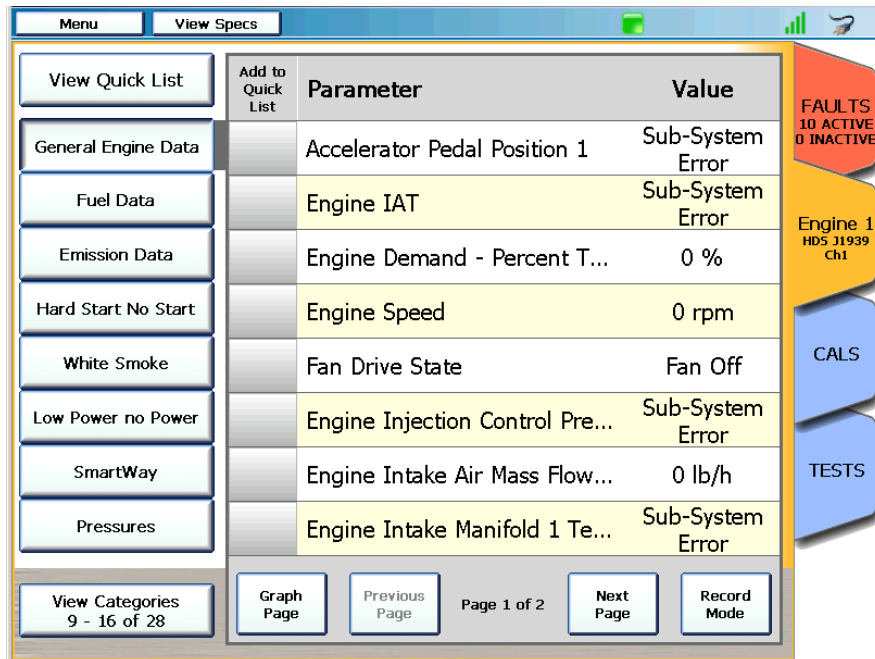 Menu
View Specs
View Quick List
General Engine Data
Fuel Data
Emission Data
Hard Start No Start
White Smoke
Low Power no Power
SmartWay
Pressures
View Categories
9 - 16 of 28
Add to
Quick
List
Parameter
Value
Accelerator Pedal Position 1
Sub-System
Error
Engine IAT
Sub-System
Error
Engine Demand - Percent T...
0 %
Engine Speed
0 rpm
Fan Drive State
Fan Off
Engine Injection Control Pre...
Sub-System
Error
Engine Intake Air Mass Flow...
0 lb/h
Engine Intake Manifold 1 Te...
Sub-System
Error
Graph
Page
Previous
Page
Page 1 of 2
Next
Page
Record
Mode
FAULTS
10 ACTIVE
0 INACTIVE
Engine 1
HDS J1939
Ch1
CALS
TESTS